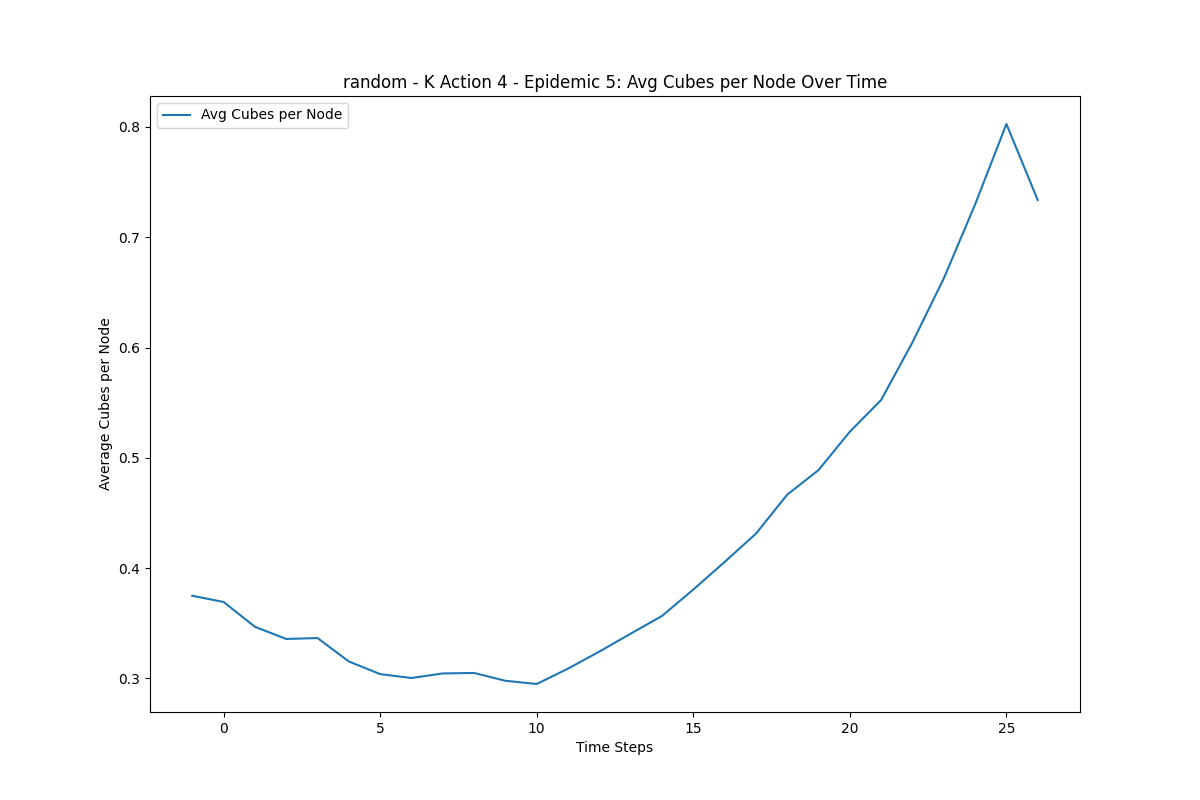 random - K Action 4 - Epidemic 5: Avg Cubes per Node Over Time
Avg Cubes per Node
Average Cubes per Node
0.8
0.7
0.6
0.5
0.4
0.3
0 5 10 15 20 25
Time Steps